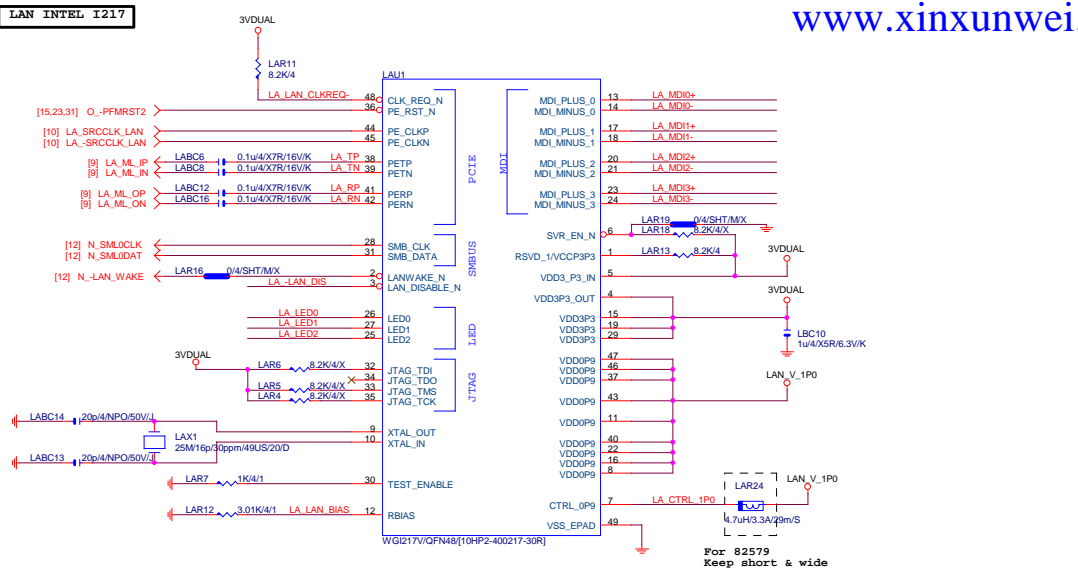 LAN INTEL I217
www.xinxunwei
3VDUAL
LAR11
8.2K/4
LAU1
LA_LAN_CLKREQ-
48
CLK_REQ_N
[15,23,31] O_-PFMRST2
36
PE_RST_N
[10] LA_SRCCLK_LAN
44
PE_CLKP
[10] LA_-SRCCLK_LAN
45
PE_CLKN
[9] LA_ML_IP
LABC6
0.1u/4/X7R/16V/K
LA_TP
38
PETP
[9] LA_ML_IN
LABC8
0.1u/4/X7R/16V/K
LA_TN
39
PETN
[9] LA_ML_OP
LABC12
0.1u/4/X7R/16V/K
LA_RP
41
PERP
[9] LA_ML_ON
LABC16
0.1u/4/X7R/16V/K
LA_RN
42
PERN
PCIE
[12] N_SML0CLK
28
SMB_CLK
[12] N_SML0DAT
31
SMB_DATA
SMBUS
[12] N_-LAN_WAKE
LAR16
0/4/SHT/M/X
2
LANWAKE_N
LA_-LAN_DIS
3
LAN_DISABLE_N
LA_LED0
26
LED0
LA_LED1
27
LED1
LA_LED2
25
LED2
LED
3VDUAL
LAR6
8.2K/4/X
32
JTAG_TDI
34
JTAG_TDO
LAR5
8.2K/4/X
33
JTAG_TMS
LAR4
8.2K/4/X
35
JTAG_TCK
JTAG
LABC14
20p/4/NPO/50V/J
9
XTAL_OUT
LAX1
25M/16p/30ppm/49US/20/D
10
XTAL_IN
LABC13
20p/4/NPO/50V/J
LAR7
1K/4/1
30
TEST_ENABLE
LAR12
3.01K/4/1
LA_LAN_BIAS
12
RBIAS
WGI217V/QFN48/[10HP2-400217-30R]
MDI
MDI_PLUS_0
13
LA_MDI0+
MDI_MINUS_0
14
LA_MDI0-
MDI_PLUS_1
17
LA_MDI1+
MDI_MINUS_1
18
LA_MDI1-
MDI_PLUS_2
20
LA_MDI2+
MDI_MINUS_2
21
LA_MDI2-
MDI_PLUS_3
23
LA_MDI3+
MDI_MINUS_3
24
LA_MDI3-
LAR19
0/4/SHT/M/X
SVR_EN_N
6
LAR18
8.2K/4/X
RSVD_1/VCCP3P3
1
LAR13
8.2K/4
3VDUAL
VDD3_P3_IN
5
VDD3P3_OUT
4
3VDUAL
VDD3P3
15
VDD3P3
19
VDD3P3
29
LBC10
1u/4/X5R/6.3V/K
VDD0P9
47
VDD0P9
46
VDD0P9
37
LAN_V_1P0
VDD0P9
43
VDD0P9
11
VDD0P9
40
VDD0P9
22
VDD0P9
16
VDD0P9
8
CTRL_0P9
7
LA_CTRL_1P0
LAR24
4.7uH/3.3A/29m/S
LAN_V_1P0
VSS_EPAD
49
For 82579
Keep short & wide